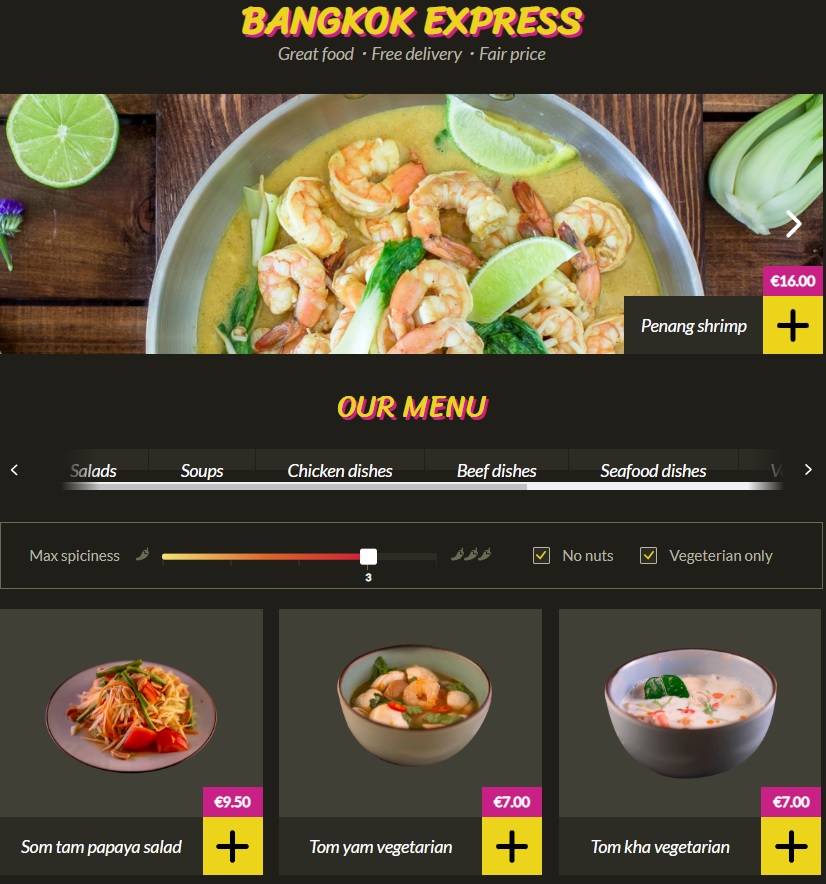 BANGKOK EXPRESS
Great food · Free delivery · Fair price
€16.00
Penang shrimp
OUR MENU
Salads Soups Chicken dishes Beef dishes Seafood dishes
Max spiciness 3 No nuts Vegeterian only
€9.50 €7.00 €7.00
Som tam papaya salad Tom yam vegetarian Tom kha vegetarian